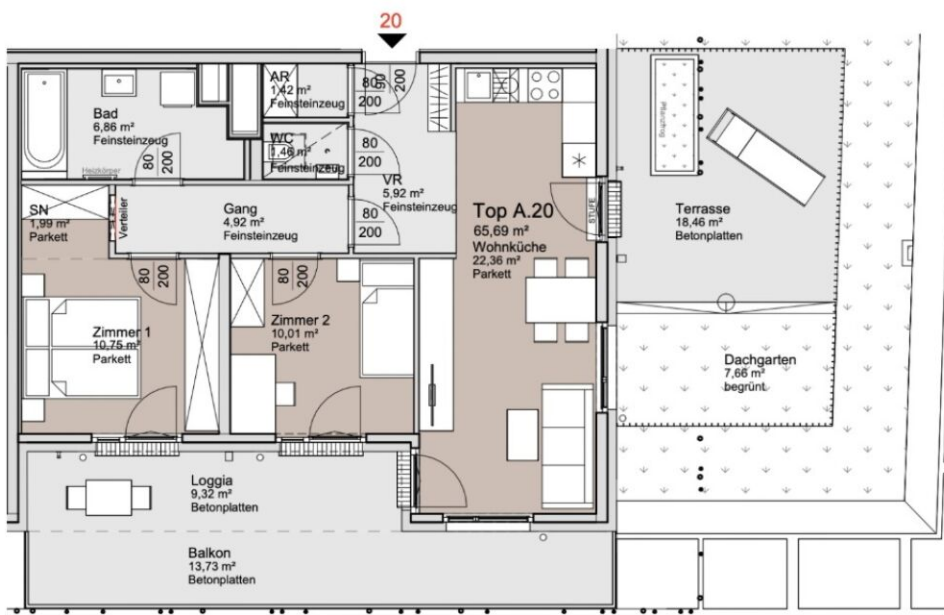 20
AR
1,42 m²
Feinsteinzeug
80
200
90
200
Bad
6,86 m²
Feinsteinzeug
80
200
Heizkörper
WC
1,46 m²
Feinsteinzeug
80
200
VR
5,92 m²
Feinsteinzeug
80
200
SN
1,99 m²
Parkett
Verteiler
Gang
4,92 m²
Feinsteinzeug
Top A.20
65,69 m²
Wohnküche
22,36 m²
Parkett
STUFE
Pflanztrog
Terrasse
18,46 m²
Betonplatten
80
200
Zimmer 1
10,75 m²
Parkett
80
200
Zimmer 2
10,01 m²
Parkett
Dachgarten
7,66 m²
begrünt
Loggia
9,32 m²
Betonplatten
Balkon
13,73 m²
Betonplatten